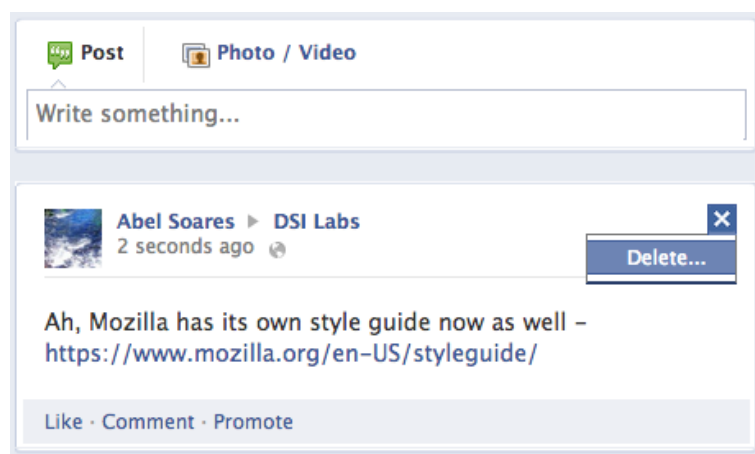 Post Photo / Video
Write something...
Abel Soares ▶ DSI Labs
2 seconds ago
Delete...
Ah, Mozilla has its own style guide now as well –
https://www.mozilla.org/en-US/styleguide/
Like · Comment · Promote